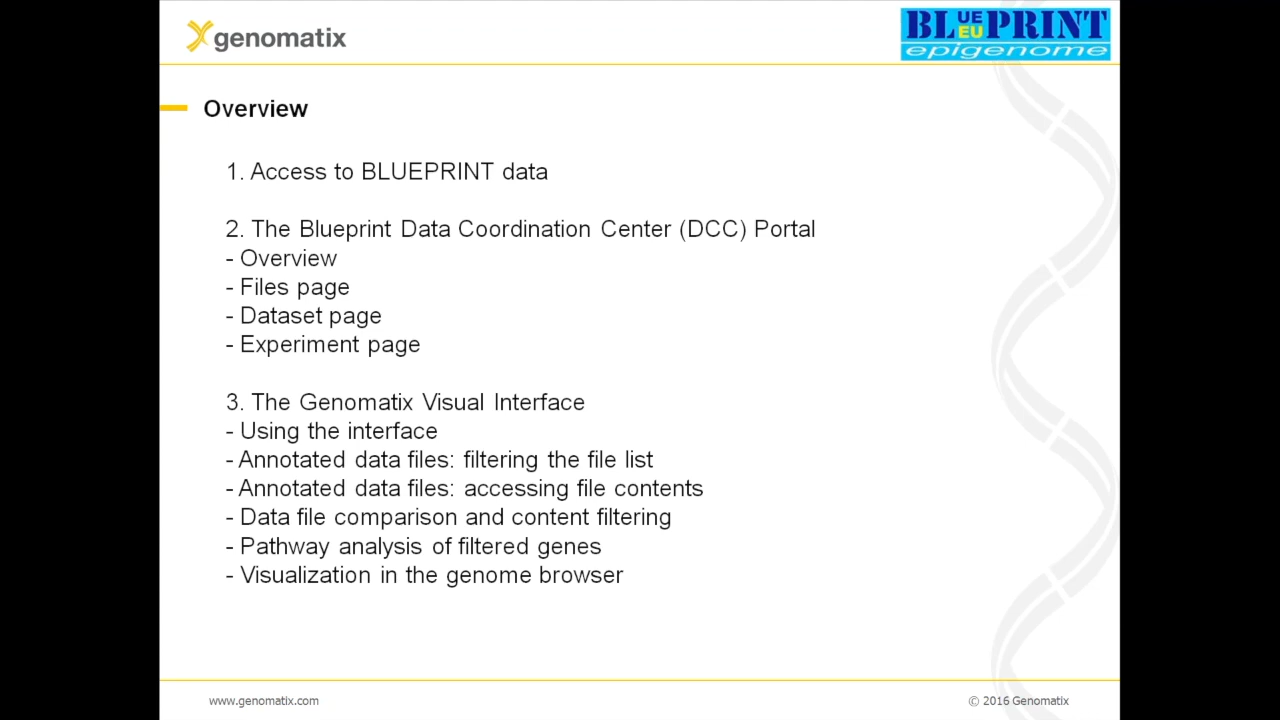 genomatix
BLUEPRINT
EU
epigenome
Overview
1. Access to BLUEPRINT data
2. The Blueprint Data Coordination Center (DCC) Portal
- Overview
- Files page
- Dataset page
- Experiment page
3. The Genomatix Visual Interface
- Using the interface
- Annotated data files: filtering the file list
- Annotated data files: accessing file contents
- Data file comparison and content filtering
- Pathway analysis of filtered genes
- Visualization in the genome browser
www.genomatix.com
© 2016 Genomatix